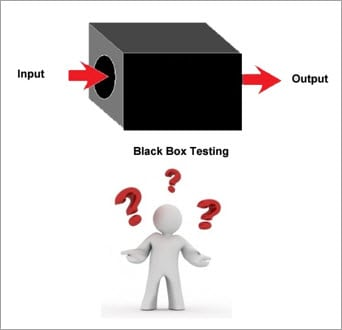 Input
Output
Black Box Testing
? ? ?